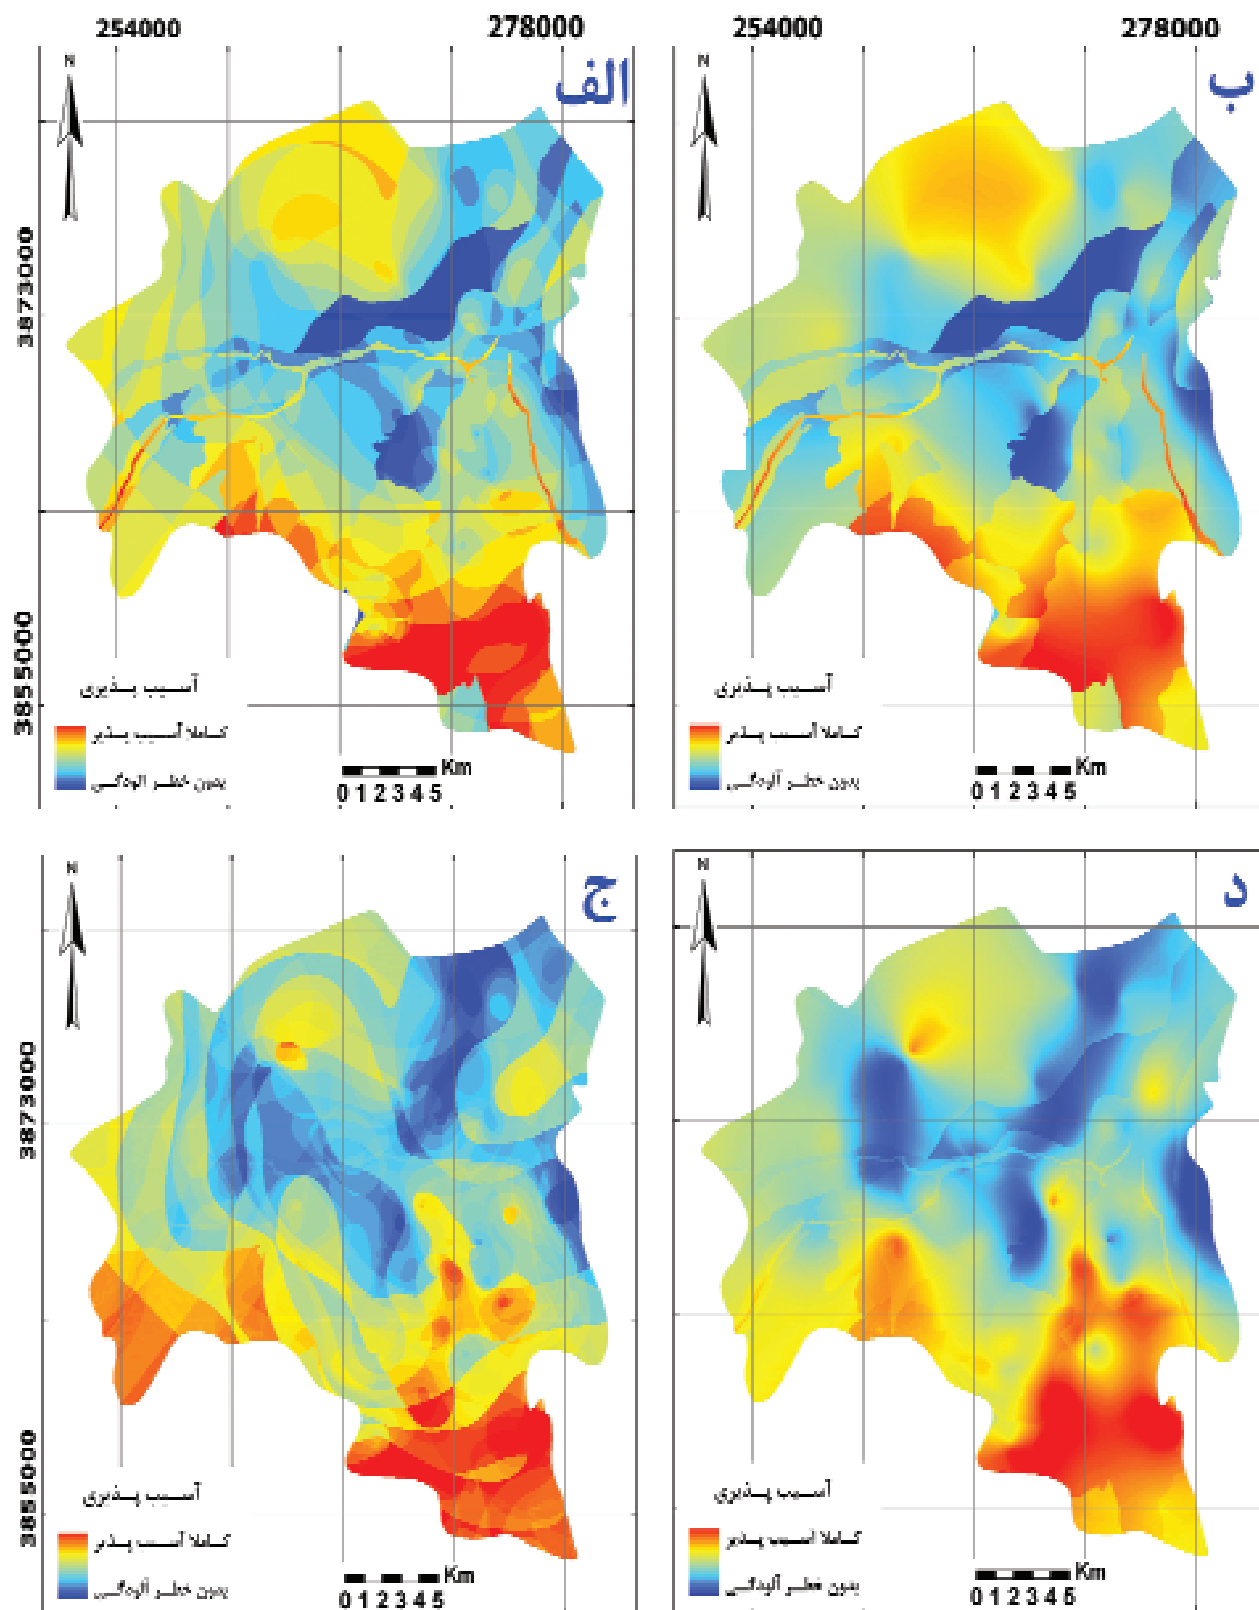 254000
278000
254000
278000
N
الف
N
ب
3873000
3855000
آسیب پذیری
کاملا آسیب پذیر
بدون خطر آلودگی
Km
0 1 2 3 4 5
آسیب پذیری
کاملا آسیب پذیر
بدون خطر آلودگی
Km
0 1 2 3 4 5
N
ج
N
د
3873000
3855000
آسیب پذیری
کاملا آسیب پذیر
بدون خطر آلودگی
Km
0 1 2 3 4 5
آسیب پذیری
کاملا آسیب پذیر
بدون خطر آلودگی
Km
0 1 2 3 4 5